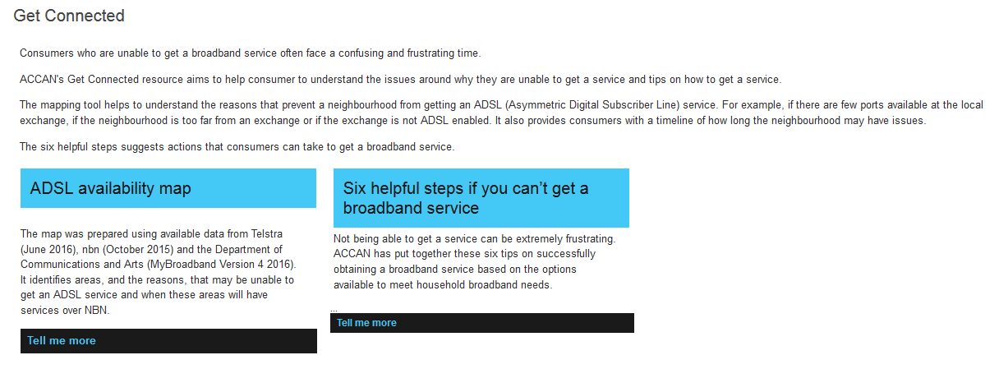 Get Connected
Consumers who are unable to get a broadband service often face a confusing and frustrating time.
ACCAN's Get Connected resource aims to help consumer to understand the issues around why they are unable to get a service and tips on how to get a service.
The mapping tool helps to understand the reasons that prevent a neighbourhood from getting an ADSL (Asymmetric Digital Subscriber Line) service. For example, if there are few ports available at the local
exchange, if the neighbourhood is too far from an exchange or if the exchange is not ADSL enabled. It also provides consumers with a timeline of how long the neighbourhood may have issues.
The six helpful steps suggests actions that consumers can take to get a broadband service.
ADSL availability map
The map was prepared using available data from Telstra
(June 2016), nbn (October 2015) and the Department of
Communications and Arts (MyBroadband Version 4 2016).
It identifies areas, and the reasons, that may be unable to
get an ADSL service and when these areas will have
services over NBN.
Tell me more
Six helpful steps if you can’t get a
broadband service
Not being able to get a service can be extremely frustrating.
ACCAN has put together these six tips on successfully
obtaining a broadband service based on the options
available to meet household broadband needs.
...
Tell me more